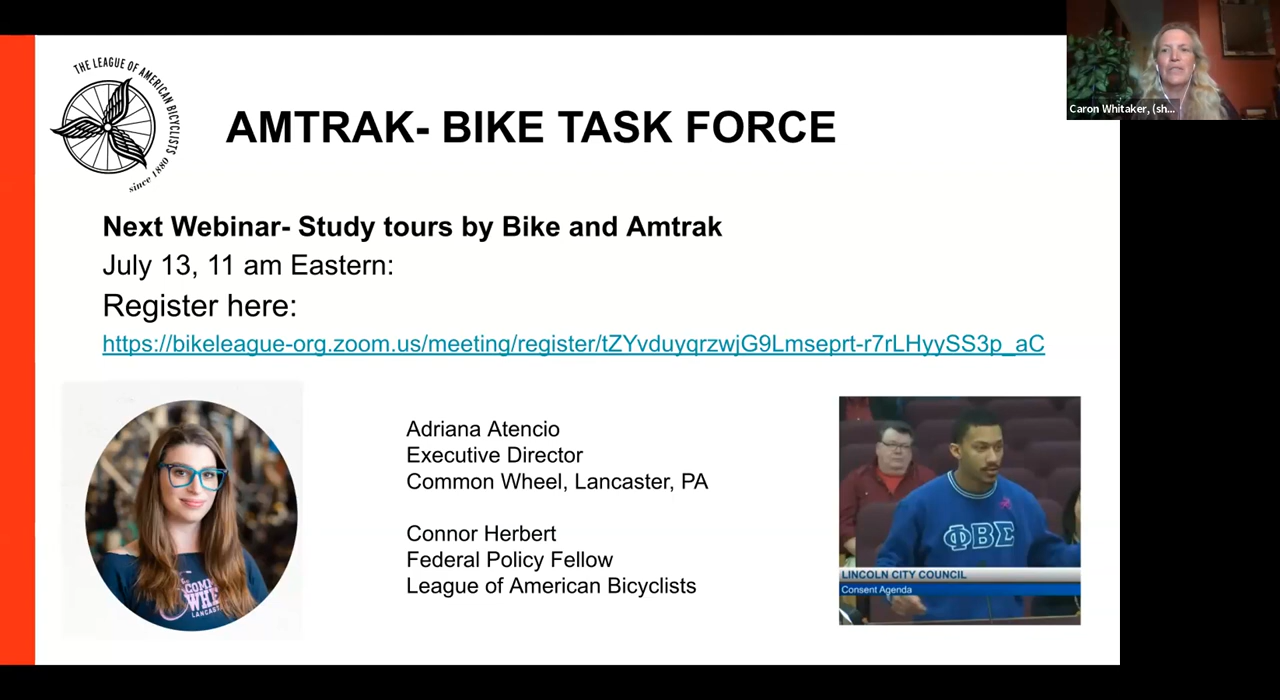 THE LEAGUE OF AMERICAN BICYCLISTS
since 1880
AMTRAK- BIKE TASK FORCE
Caron Whitaker, (sh...
Next Webinar- Study tours by Bike and Amtrak
July 13, 11 am Eastern:
Register here:
https://bikeleague-org.zoom.us/meeting/register/tZYvduyqrzwjG9Lmseprt-r7rLHyySS3p_aC
Adriana Atencio
Executive Director
Common Wheel, Lancaster, PA
Connor Herbert
Federal Policy Fellow
League of American Bicyclists
COMM
WHE
LANCAST
ΦΒΣ
LINCOLN CITY COUNCIL
Consent Agenda